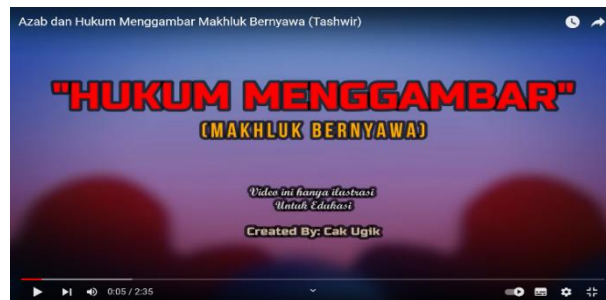 Azab dan Hukum Menggambar Makhluk Bernyawa (Tashwir)
"HUKUM MENGGAMBAR"
(MAKHLUK BERNYAWA)
Video ini hanya ilustrasi
Untuk Edukasi
Created By: Cak Ugik
0:05 / 2:35